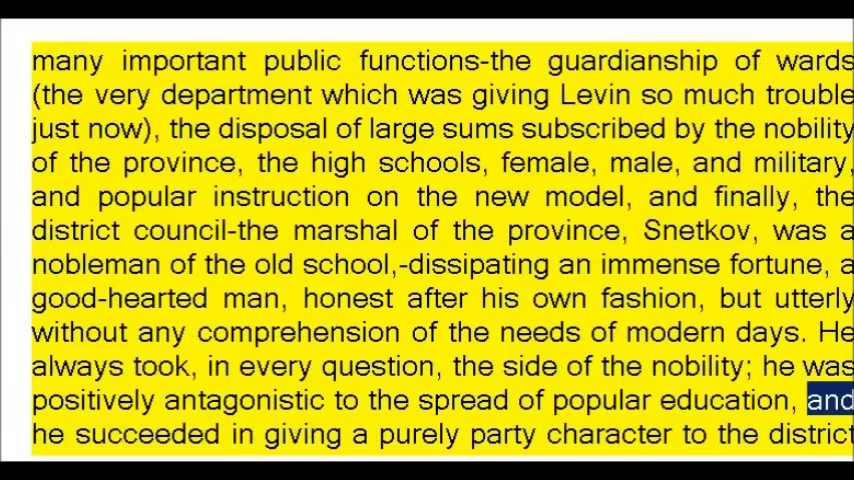 many important public functions-the guardianship of wards
(the very department which was giving Levin so much trouble
just now), the disposal of large sums subscribed by the nobility
of the province, the high schools, female, male, and military,
and popular instruction on the new model, and finally, the
district council-the marshal of the province, Snetkov, was a
nobleman of the old school,-dissipating an immense fortune, a
good-hearted man, honest after his own fashion, but utterly
without any comprehension of the needs of modern days. He
always took, in every question, the side of the nobility; he was
positively antagonistic to the spread of popular education, and
he succeeded in giving a purely party character to the district